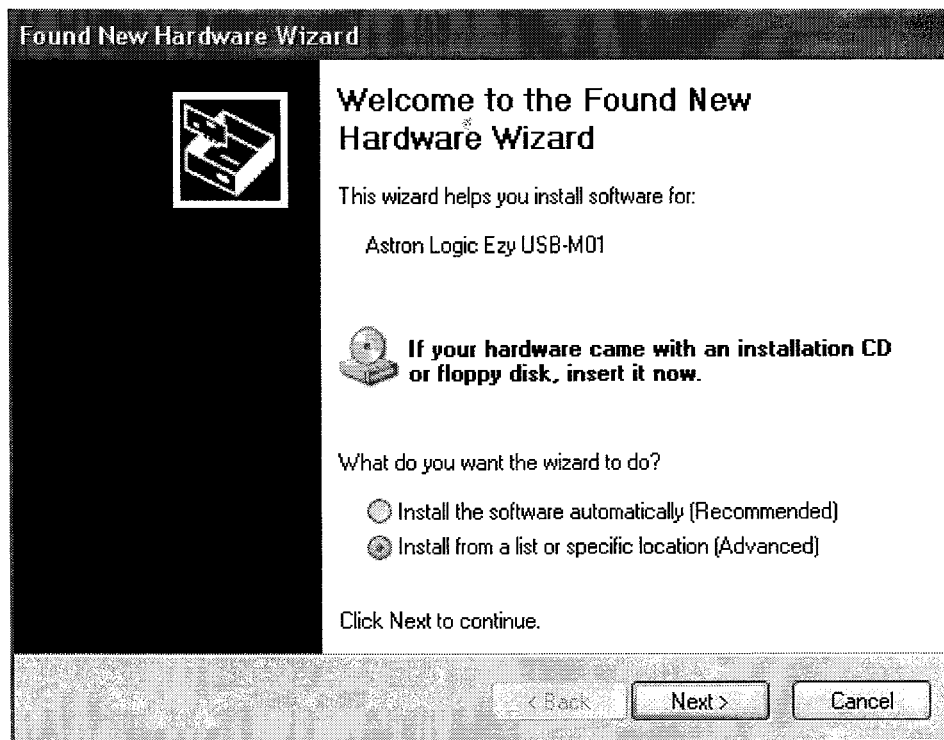 Found New Hardware Wizard
Welcome to the Found New
Hardware Wizard
This wizard helps you install software for:
Astron Logic Ezy USB-M01
If your hardware came with an installation CD
or floppy disk, insert it now.
What do you want the wizard to do?
Install the software automatically (Recommended)
Install from a list or specific location (Advanced)
Click Next to continue.
< Back
Next >
Cancel